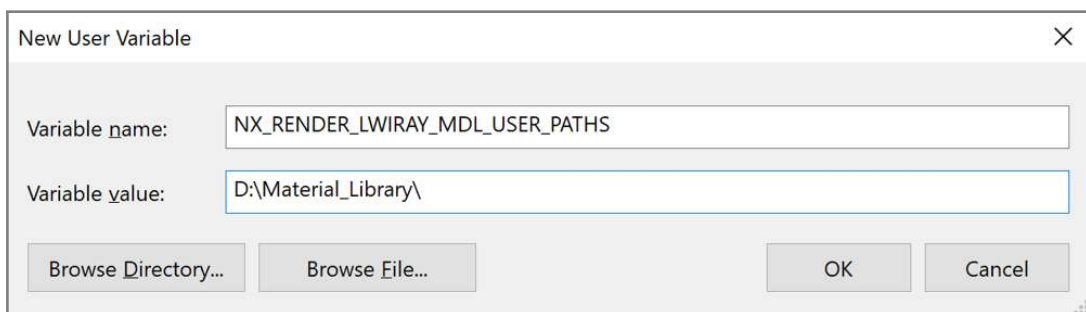 New User Variable
Variable name: NX_RENDER_LWIRAY_MDL_USER_PATHS
Variable value: D:\Material_Library\
Browse Directory... Browse File... OK Cancel